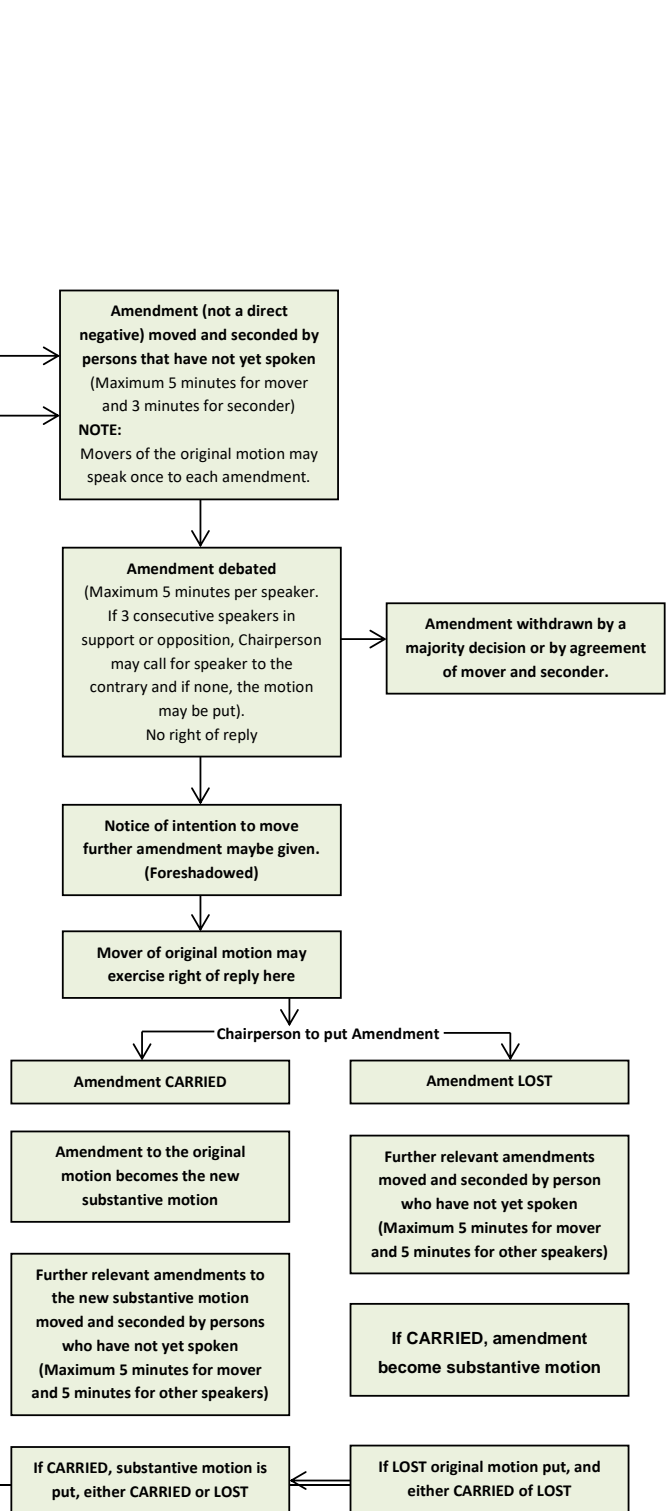 Amendment (not a direct
negative) moved and seconded by
persons that have not yet spoken
(Maximum 5 minutes for mover
and 3 minutes for seconder)
NOTE:
Movers of the original motion may
speak once to each amendment.
Amendment debated
(Maximum 5 minutes per speaker.
If 3 consecutive speakers in
support or opposition, Chairperson
may call for speaker to the
contrary and if none, the motion
may be put).
No right of reply
Amendment withdrawn by a
majority decision or by agreement
of mover and seconder.
Notice of intention to move
further amendment maybe given.
(Foreshadowed)
Mover of original motion may
exercise right of reply here
Chairperson to put Amendment
Amendment CARRIED
Amendment to the original
motion becomes the new
substantive motion
Further relevant amendments to
the new substantive motion
moved and seconded by persons
who have not yet spoken
(Maximum 5 minutes for mover
and 5 minutes for other speakers)
If CARRIED, substantive motion is
put, either CARRIED or LOST
Amendment LOST
Further relevant amendments
moved and seconded by person
who have not yet spoken
(Maximum 5 minutes for mover
and 5 minutes for other speakers)
If CARRIED, amendment
become substantive motion
If LOST original motion put, and
either CARRIED of LOST